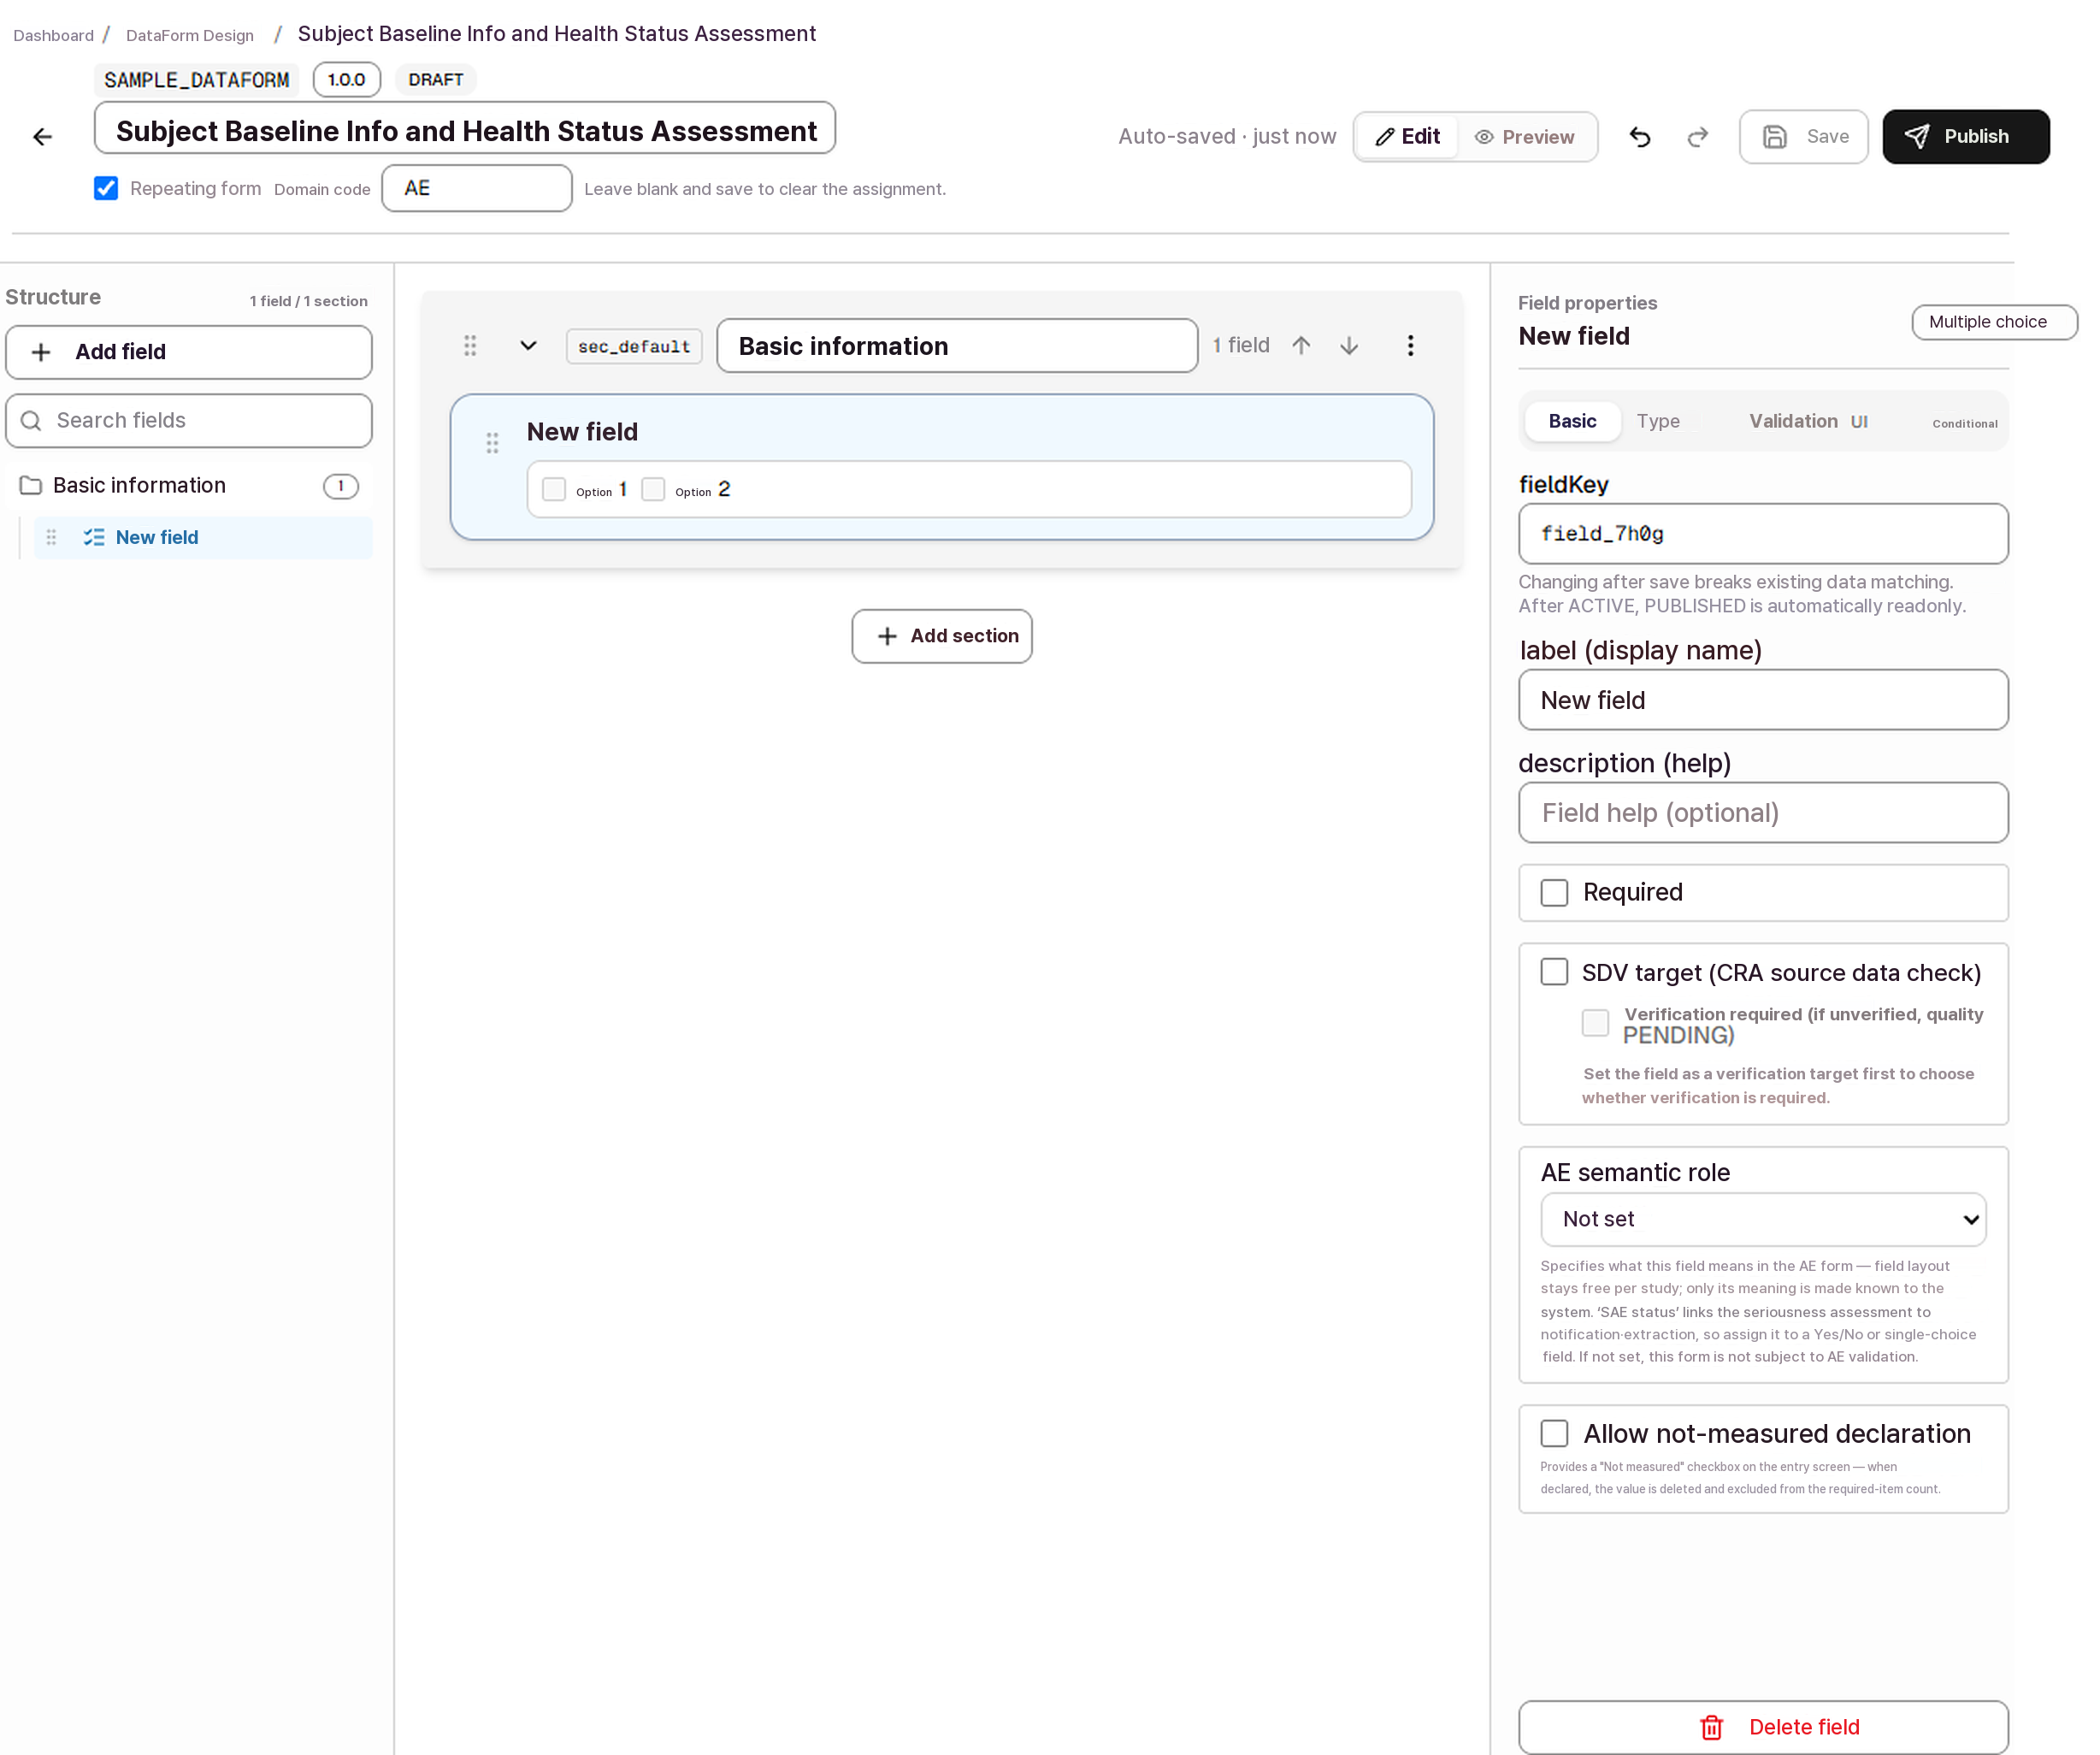 Dashboard / DataForm Design / Subject Baseline Info and Health Status Assessment
SAMPLE_DATAFORM 1.0.0 DRAFT
Subject Baseline Info and Health Status Assessment
Auto-saved · just now Edit Preview Save Publish
Repeating form Domain code AE Leave blank and save to clear the assignment.
Structure 1 field / 1 section
Add field
Search fields
Basic information 1
New field
sec_default Basic information 1 field
New field
Option 1 Option 2
Add section
Field properties
New field
Multiple choice
Basic Type Validation UI Conditional
fieldKey
field_7h0g
Changing after save breaks existing data matching.
After ACTIVE, PUBLISHED is automatically readonly.
label (display name)
New field
description (help)
Field help (optional)
Required
SDV target (CRA source data check)
Verification required (if unverified, quality
PENDING)
Set the field as a verification target first to choose
whether verification is required.
AE semantic role
Not set
Specifies what this field means in the AE form — field layout
stays free per study; only its meaning is made known to the
system. ‘SAE status’ links the seriousness assessment to
notification·extraction, so assign it to a Yes/No or single-choice
field. If not set, this form is not subject to AE validation.
Allow not-measured declaration
Provides a "Not measured" checkbox on the entry screen — when
declared, the value is deleted and excluded from the required-item count.
Delete field